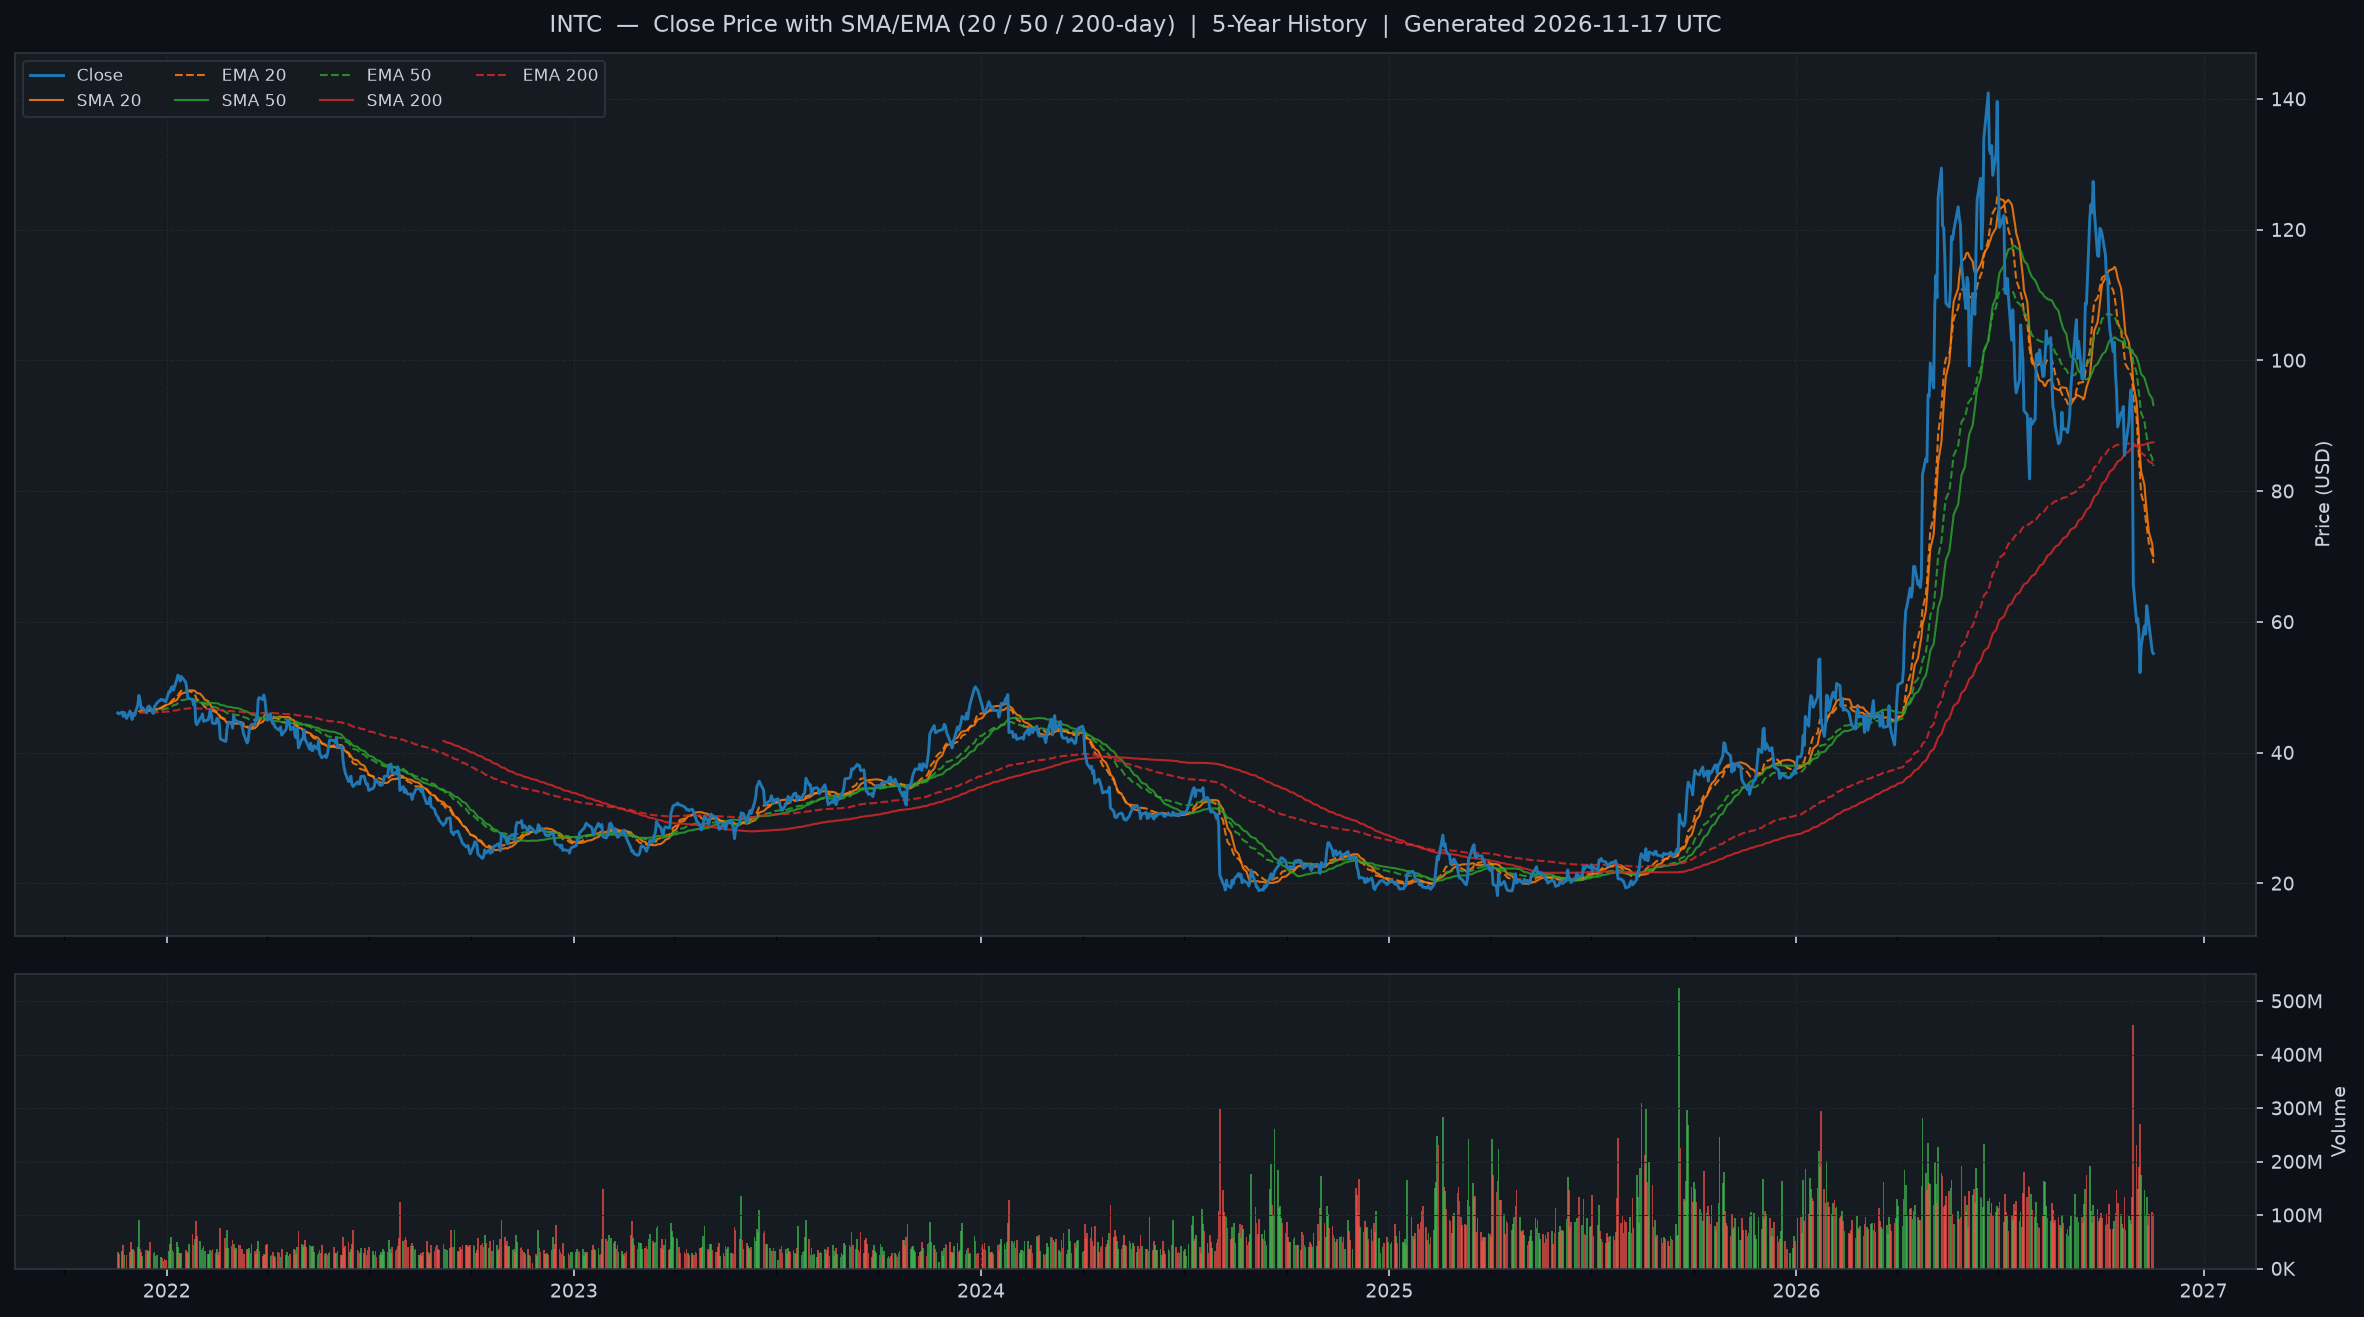 INTC — Close Price with SMA/EMA (20 / 50 / 200-day) | 5-Year History | Generated 2026-11-17 UTC
Close EMA 20 EMA 50 EMA 200
SMA 20 SMA 50 SMA 200
140
120
100
80
60
40
20
Price (USD)
500M
400M
300M
200M
100M
0K
Volume
2022 2023 2024 2025 2026 2027